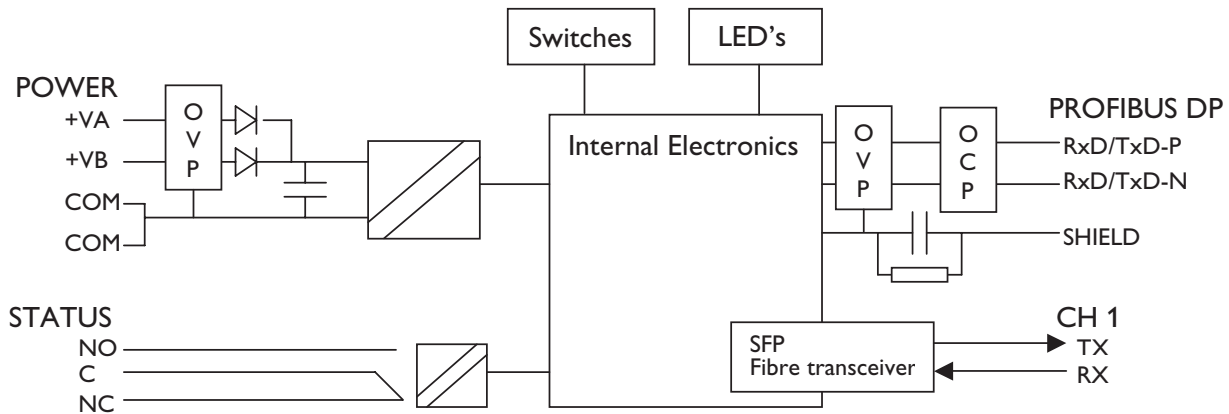 Switches
LED's
POWER
+VA
+VB
COM
COM
O
V
P
Internal Electronics
O
V
P
O
C
P
PROFIBUS DP
RxD/TxD-P
RxD/TxD-N
SHIELD
STATUS
NO
C
NC
SFP
Fibre transceiver
CH 1
TX
RX